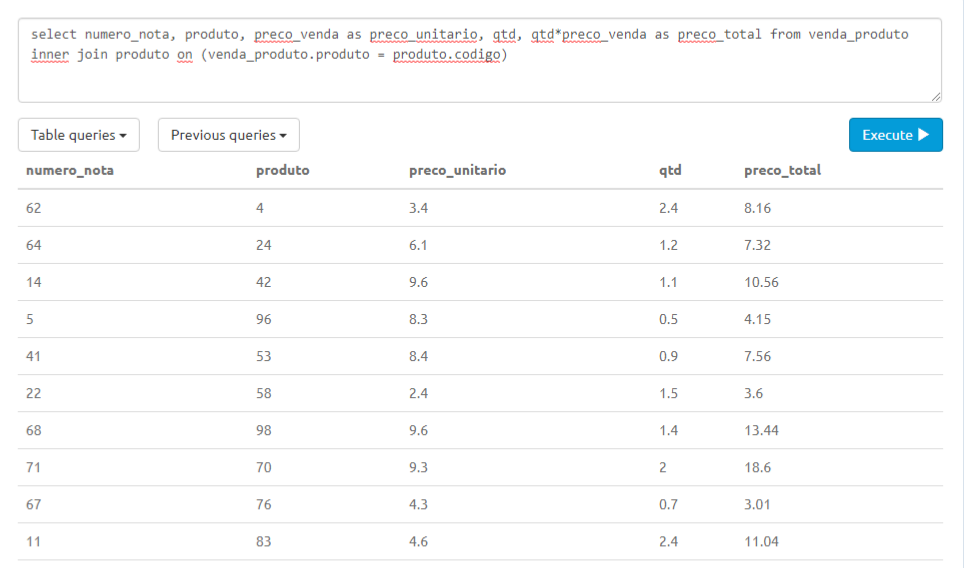 select numero_nota, produto, preco_venda as preco_unitario, qtd, qtd*preco_venda as preco_total from venda_produto
inner join produto on (venda_produto.produto = produto.codigo)
Table queries Previous queries Execute
numero_nota produto preco_unitario qtd preco_total
62 4 3.4 2.4 8.16
64 24 6.1 1.2 7.32
14 42 9.6 1.1 10.56
5 96 8.3 0.5 4.15
41 53 8.4 0.9 7.56
22 58 2.4 1.5 3.6
68 98 9.6 1.4 13.44
71 70 9.3 2 18.6
67 76 4.3 0.7 3.01
11 83 4.6 2.4 11.04